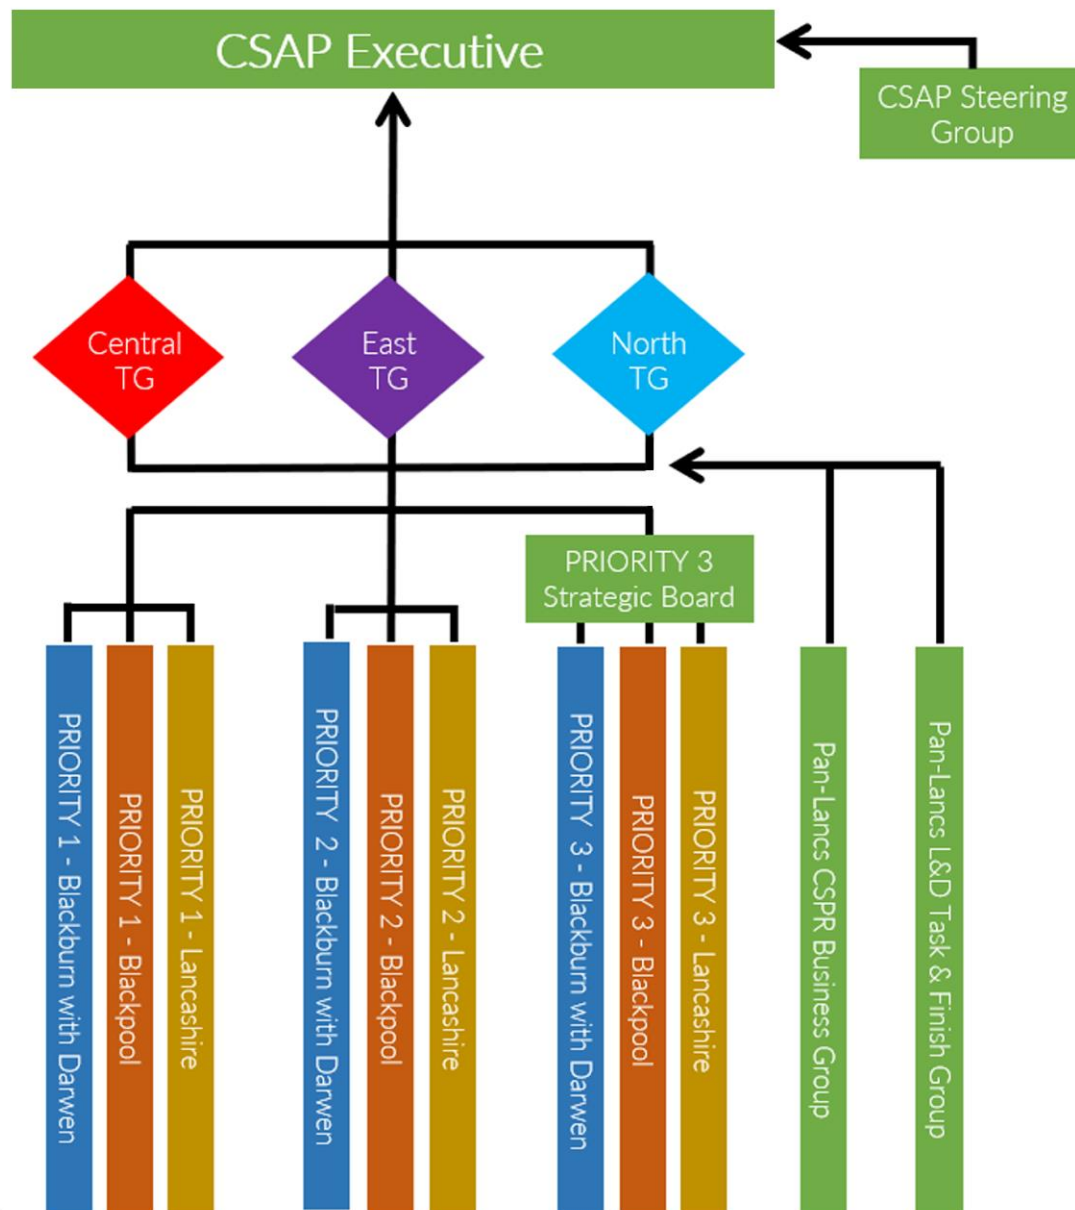 CSAP Executive
CSAP Steering
Group
Central
TG
East
TG
North
TG
PRIORITY 3
Strategic Board
PRIORITY 1 - Blackburn with Darwen
PRIORITY 1 - Blackpool
PRIORITY 1 - Lancashire
PRIORITY 2 - Blackburn with Darwen
PRIORITY 2 - Blackpool
PRIORITY 2 - Lancashire
PRIORITY 3 - Blackburn with Darwen
PRIORITY 3 - Blackpool
PRIORITY 3 - Lancashire
Pan-Lancs CSPR Business Group
Pan-Lancs L&D Task & Finish Group